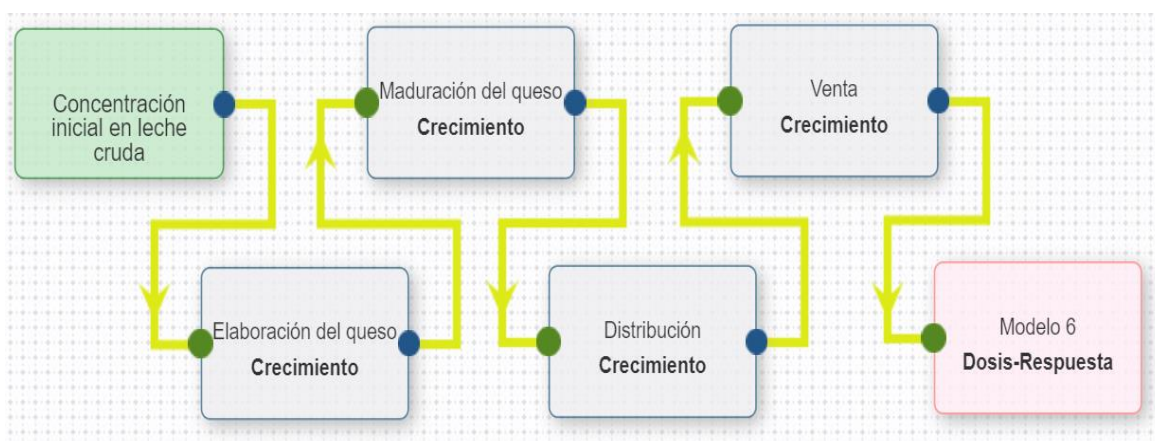 Concentración
inicial en leche
cruda
Elaboración del queso
Crecimiento
Maduración del queso
Crecimiento
Distribución
Crecimiento
Venta
Crecimiento
Modelo 6
Dosis-Respuesta